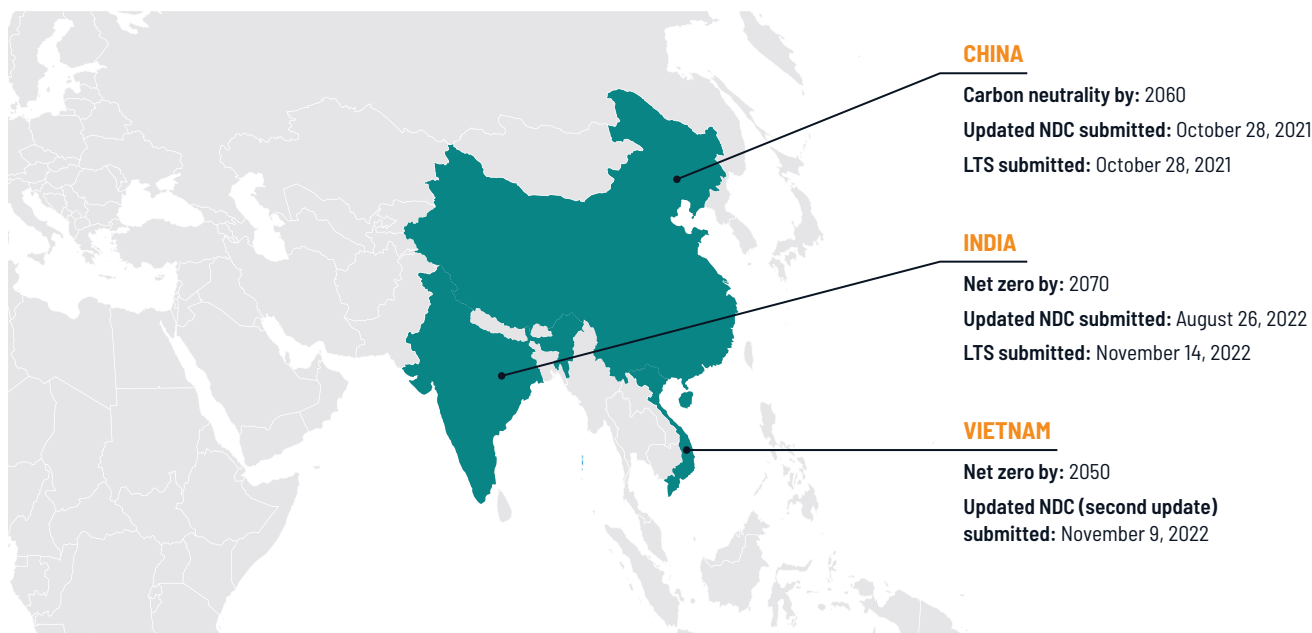 CHINA
Carbon neutrality by: 2060
Updated NDC submitted: October 28, 2021
LTS submitted: October 28, 2021
INDIA
Net zero by: 2070
Updated NDC submitted: August 26, 2022
LTS submitted: November 14, 2022
VIETNAM
Net zero by: 2050
Updated NDC (second update)
submitted: November 9, 2022